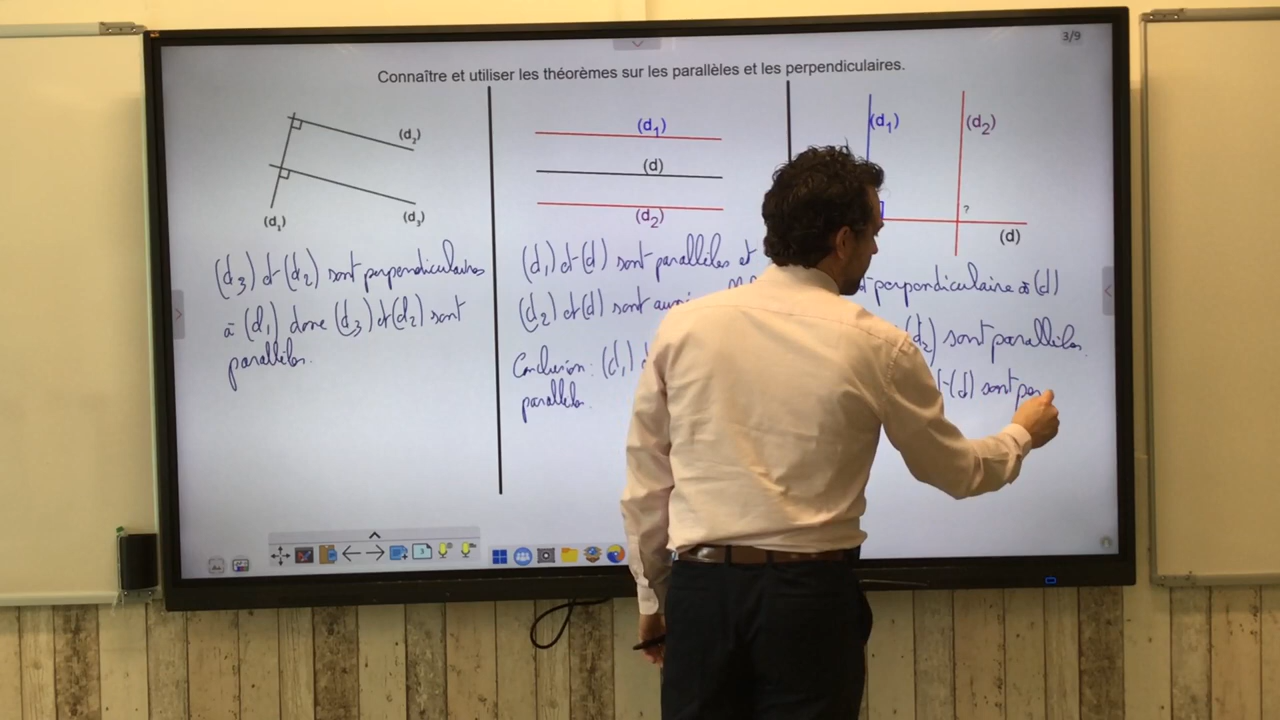 3/9
Connaître et utiliser les théorèmes sur les parallèles et les perpendiculaires.
(d₂)
(d₁)
(d₃)
(d₃) et (d₂) sont perpendiculaires
à (d₁) donc (d₃) et (d₂) sont
parallèles.
(d₁)
(d)
(d₂)
(d₁) et (d) sont parallèles et
(d₂) et (d) sont aussi
Conclusion: (d₁)
parallèles.
(d₁)
(d₂)
?
(d)
perpendiculaire à (d)
(d₂) sont parallèles.
(d) sont per